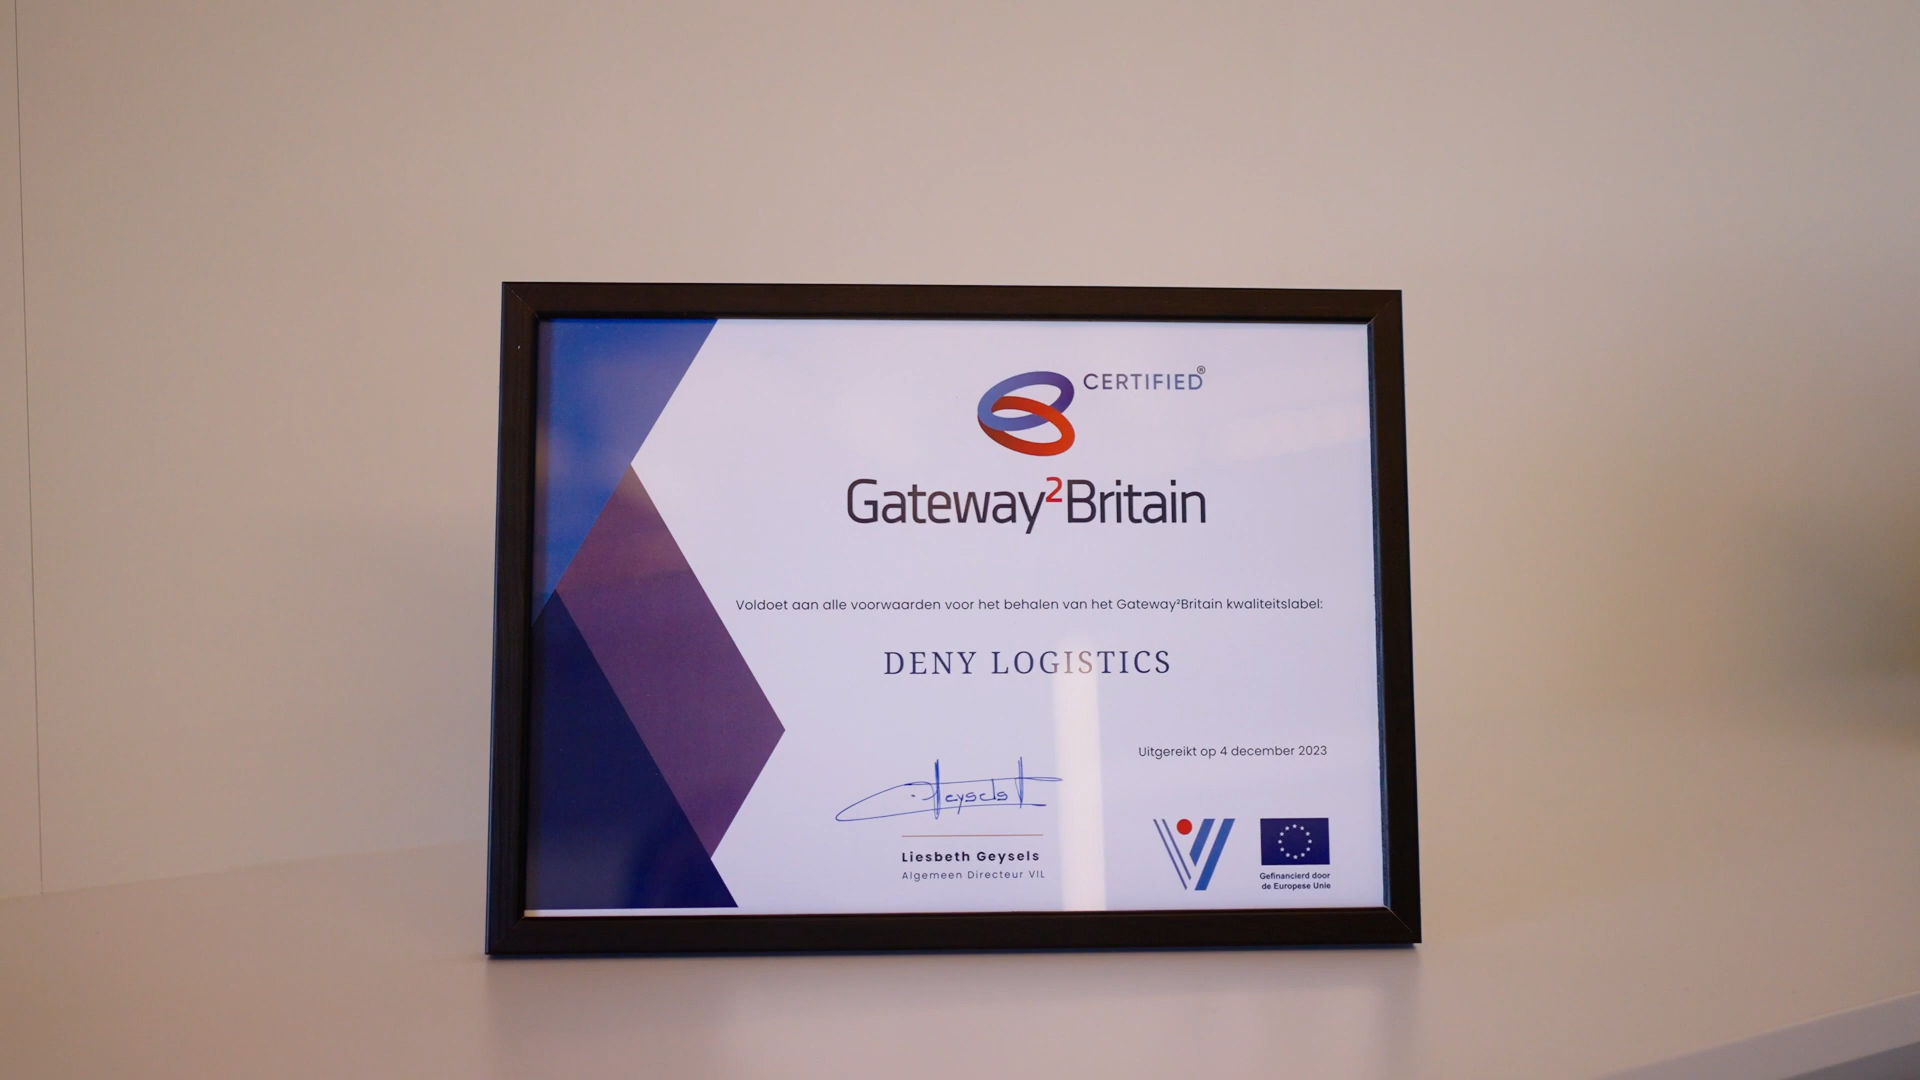 CERTIFIED®
Gateway²Britain
Voldoet aan alle voorwaarden voor het behalen van het Gateway²Britain kwaliteitslabel:
DENY LOGISTICS
Uitgereikt op 4 december 2023
Geysels
Liesbeth Geysels
Algemeen Directeur VIL
Gefinancierd door
de Europese Unie